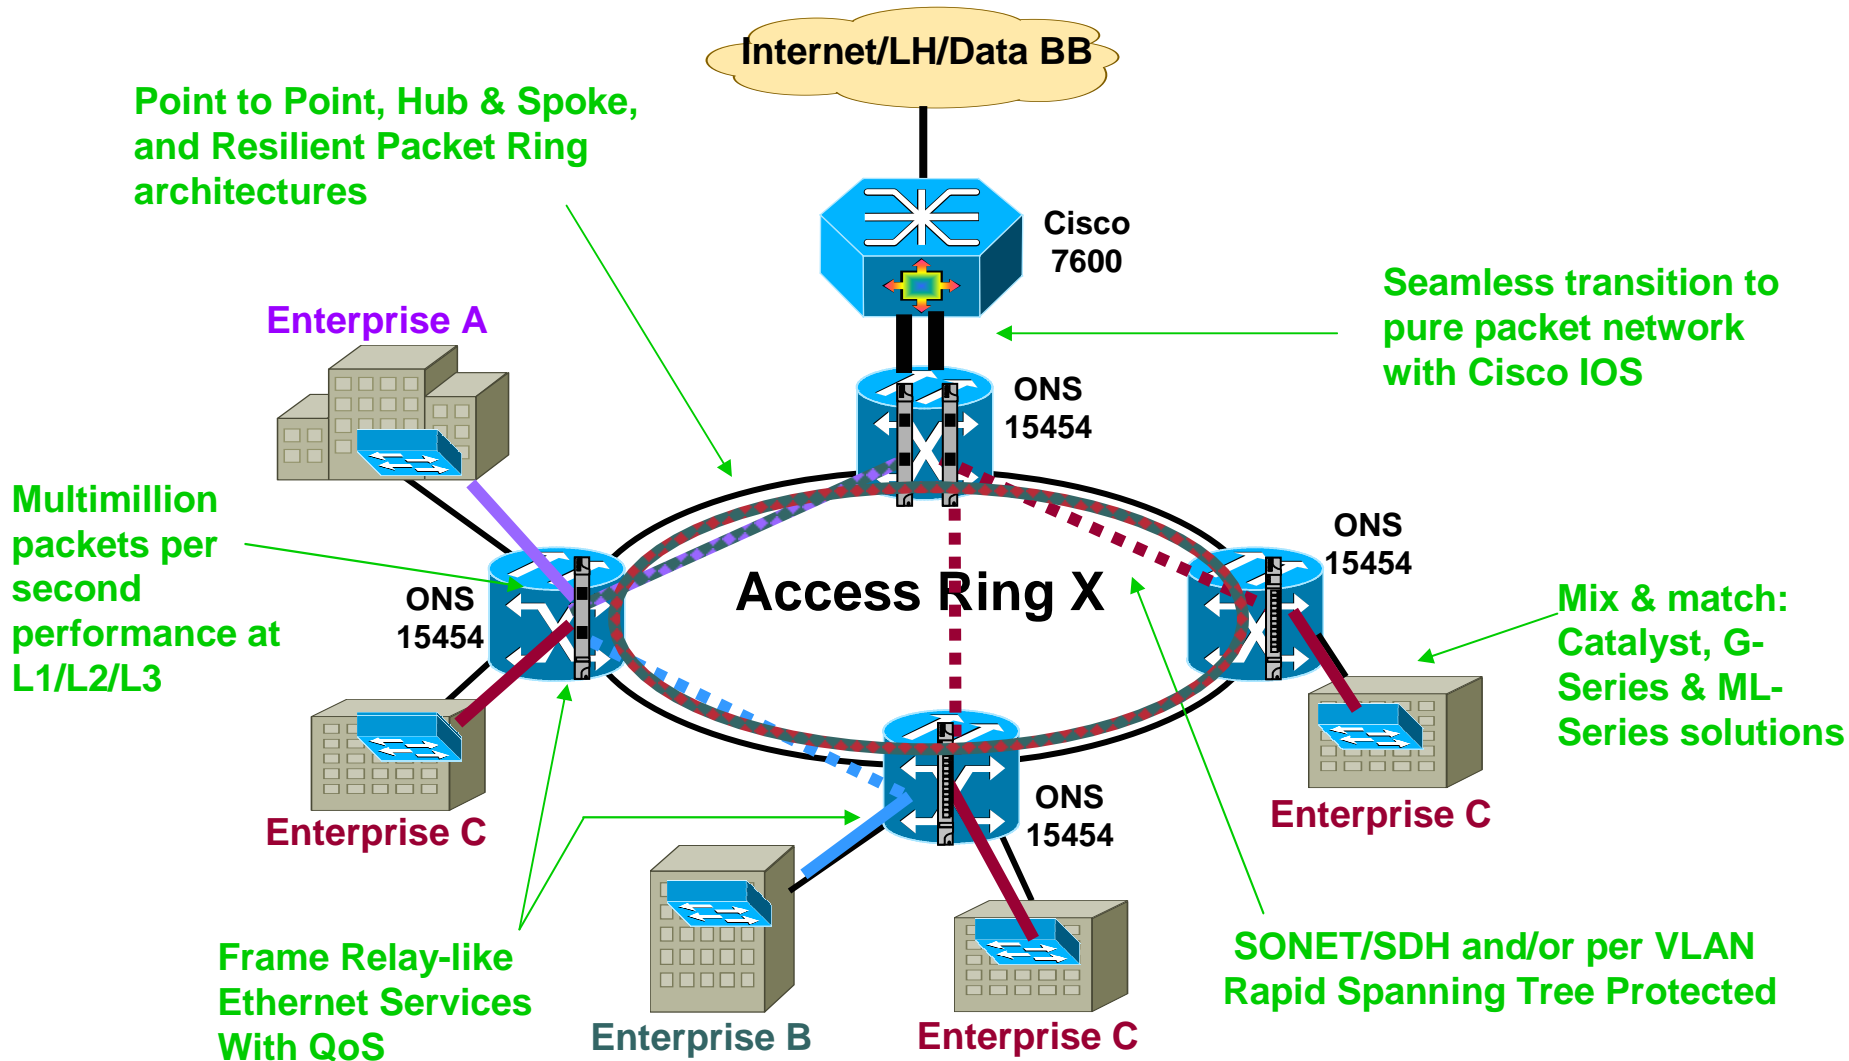 Internet/LH/Data BB
Point to Point, Hub & Spoke,
and Resilient Packet Ring
architectures
Cisco
7600
Seamless transition to
pure packet network
with Cisco IOS
Enterprise A
ONS
15454
Multimillion
packets per
second
performance at
L1/L2/L3
ONS
15454
Access Ring X
ONS
15454
Mix & match:
Catalyst, G-
Series & ML-
Series solutions
Enterprise C
ONS
15454
Enterprise C
Frame Relay-like
Ethernet Services
With QoS
Enterprise B
Enterprise C
SONET/SDH and/or per VLAN
Rapid Spanning Tree Protected